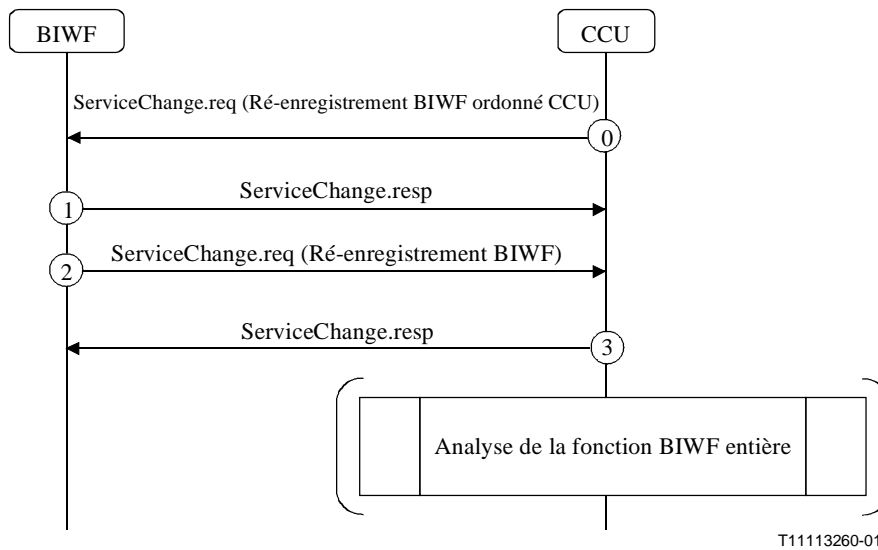 BIWF
CCU
ServiceChange.req (Ré-enregistrement BIWF ordonné CCU)
0
ServiceChange.resp
1
ServiceChange.req (Ré-enregistrement BIWF)
2
ServiceChange.resp
3
Analyse de la fonction BIWF entière
T11113260-01